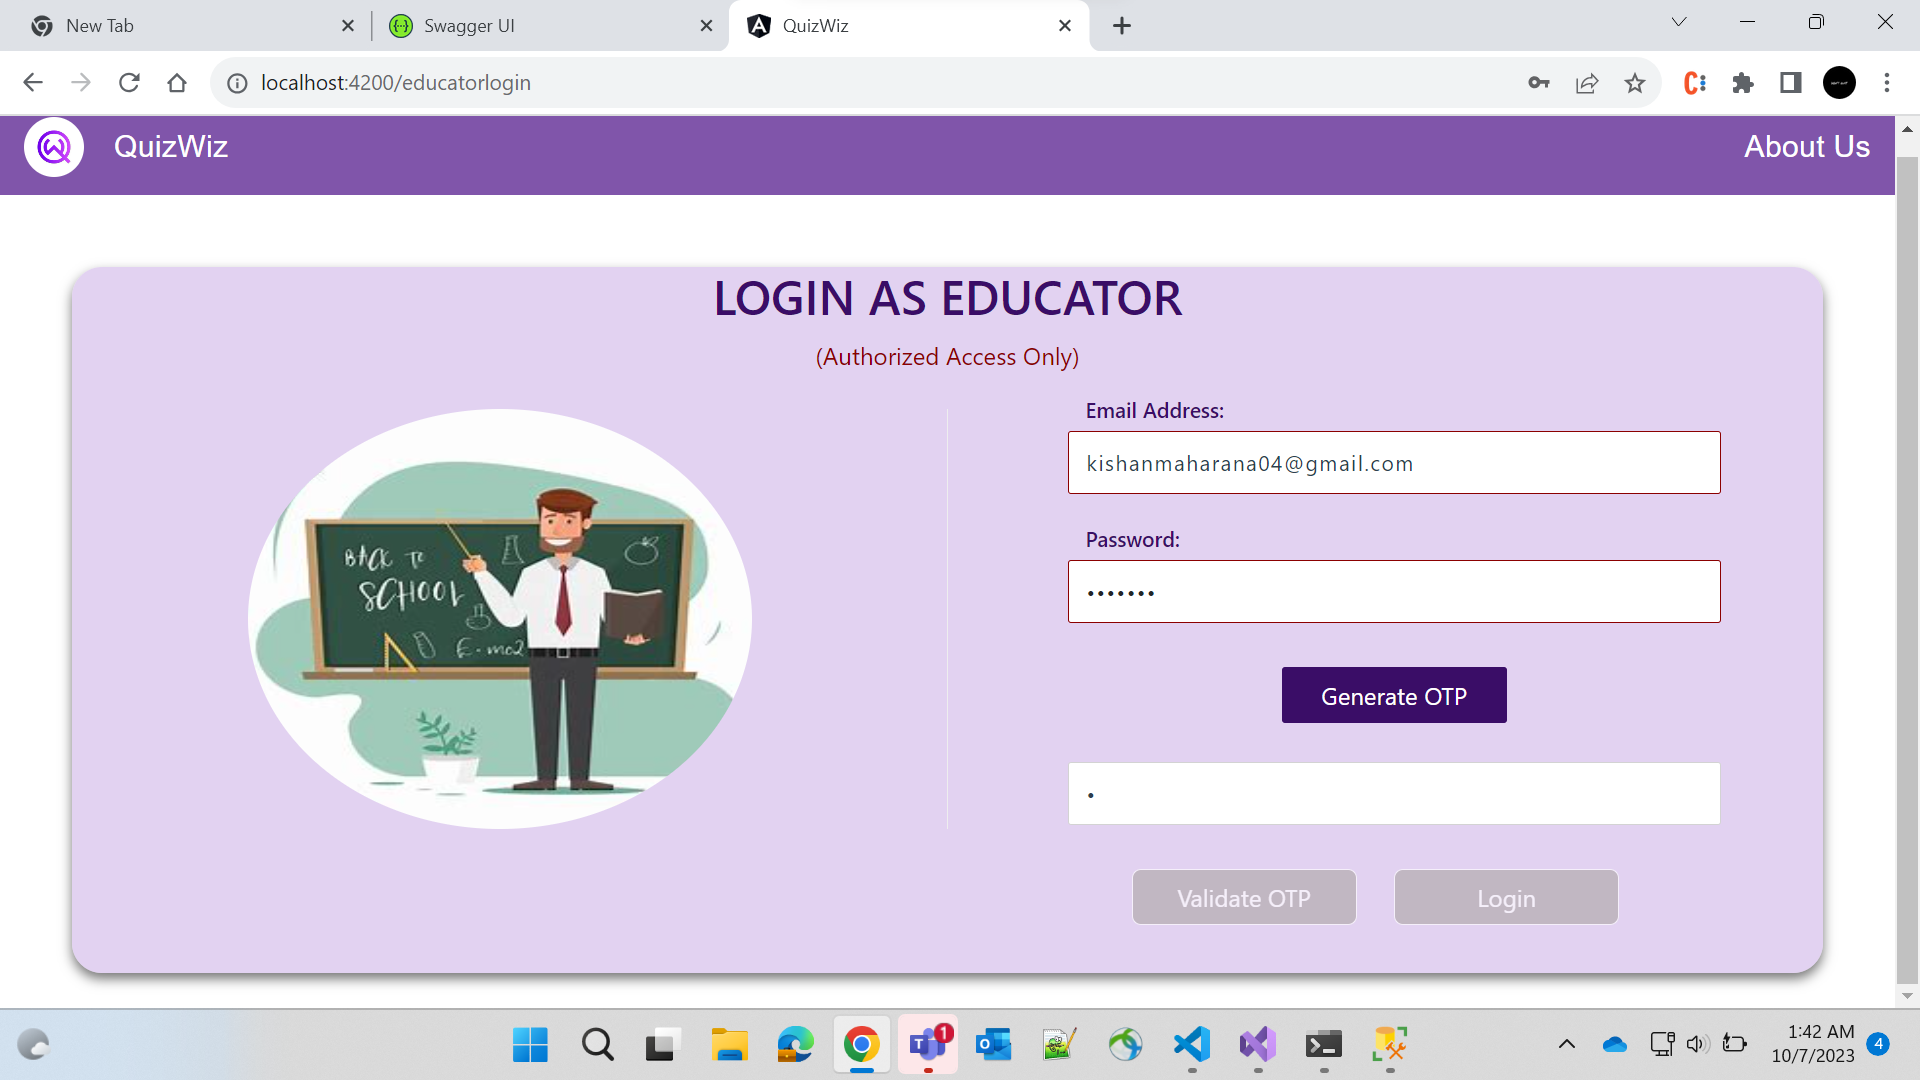 New Tab
Swagger UI
QuizWiz
localhost:4200/educatorlogin
QuizWiz
About Us
LOGIN AS EDUCATOR
(Authorized Access Only)
Email Address:
kishanmaharana04@gmail.com
BACK TO
SCHOOL
E-mc2
Password:
•••••••
Generate OTP
•
Validate OTP
Login
1
1:42 AM
10/7/2023
4